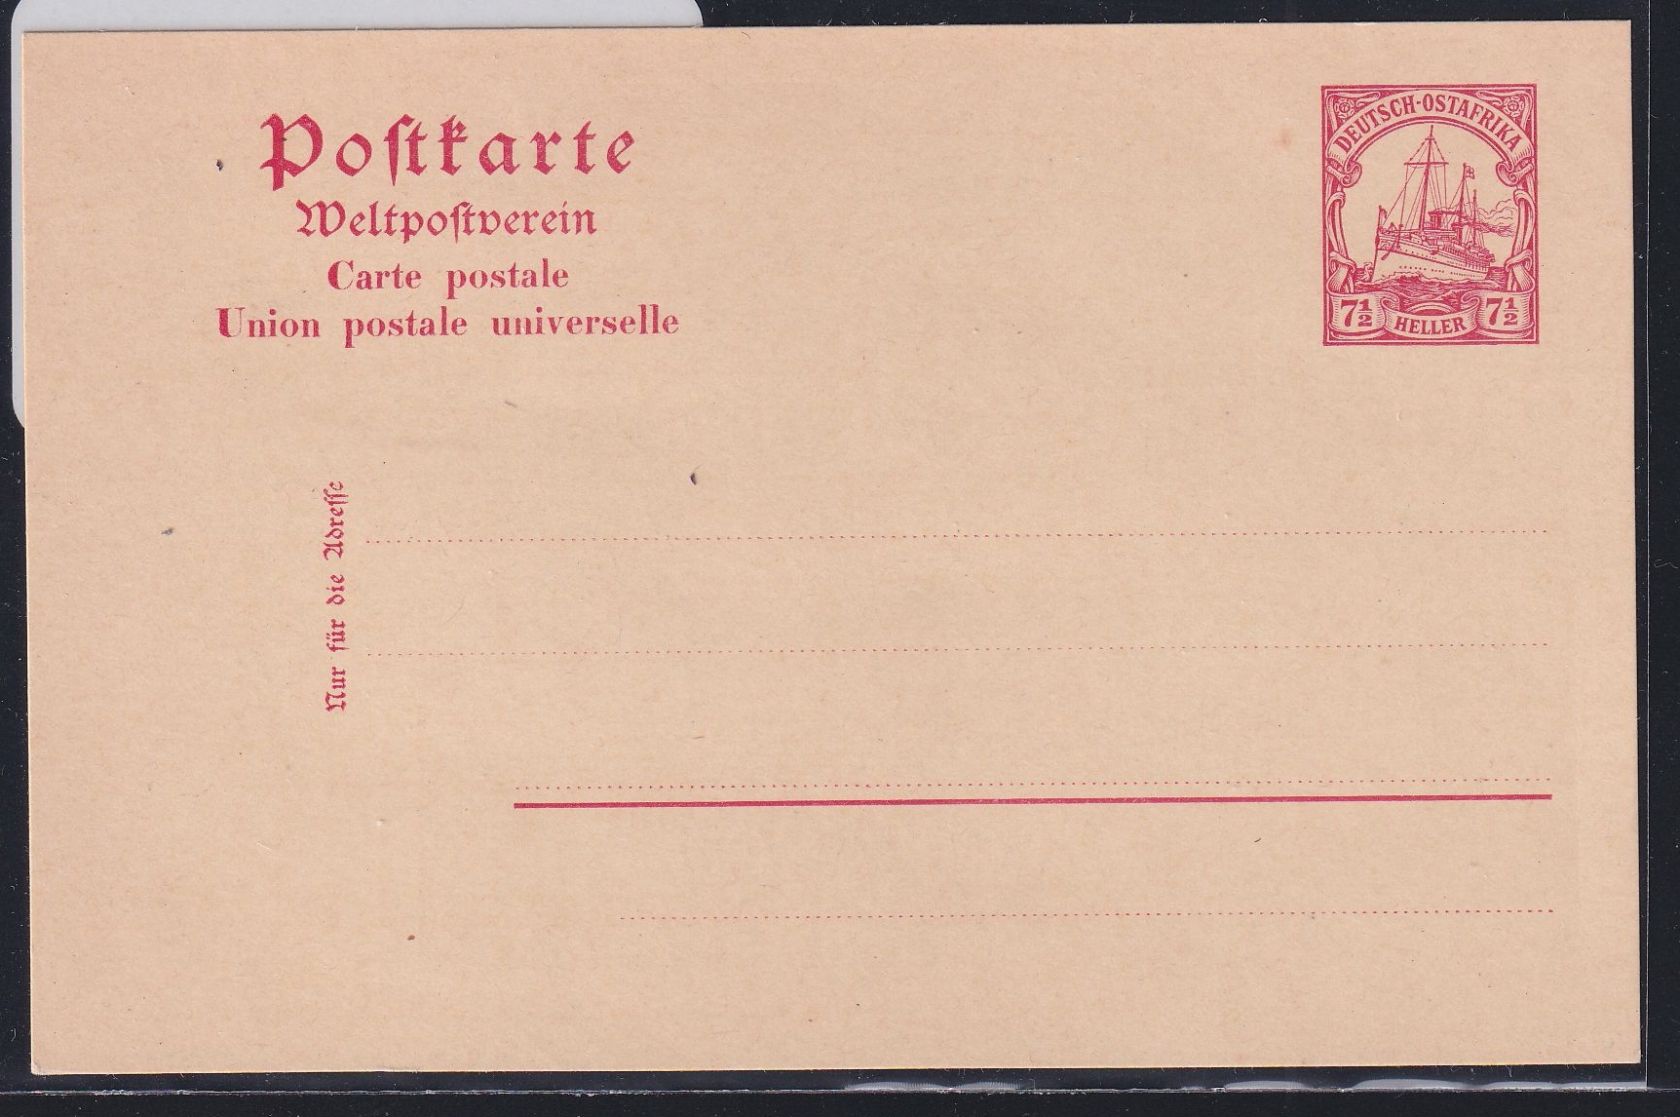 Poſtkarte
Weltpoſtverein
Carte postale
Union postale universelle
DEUTSCH-OSTAFRIKA
7½ HELLER 7½
Nur für die Adreſſe